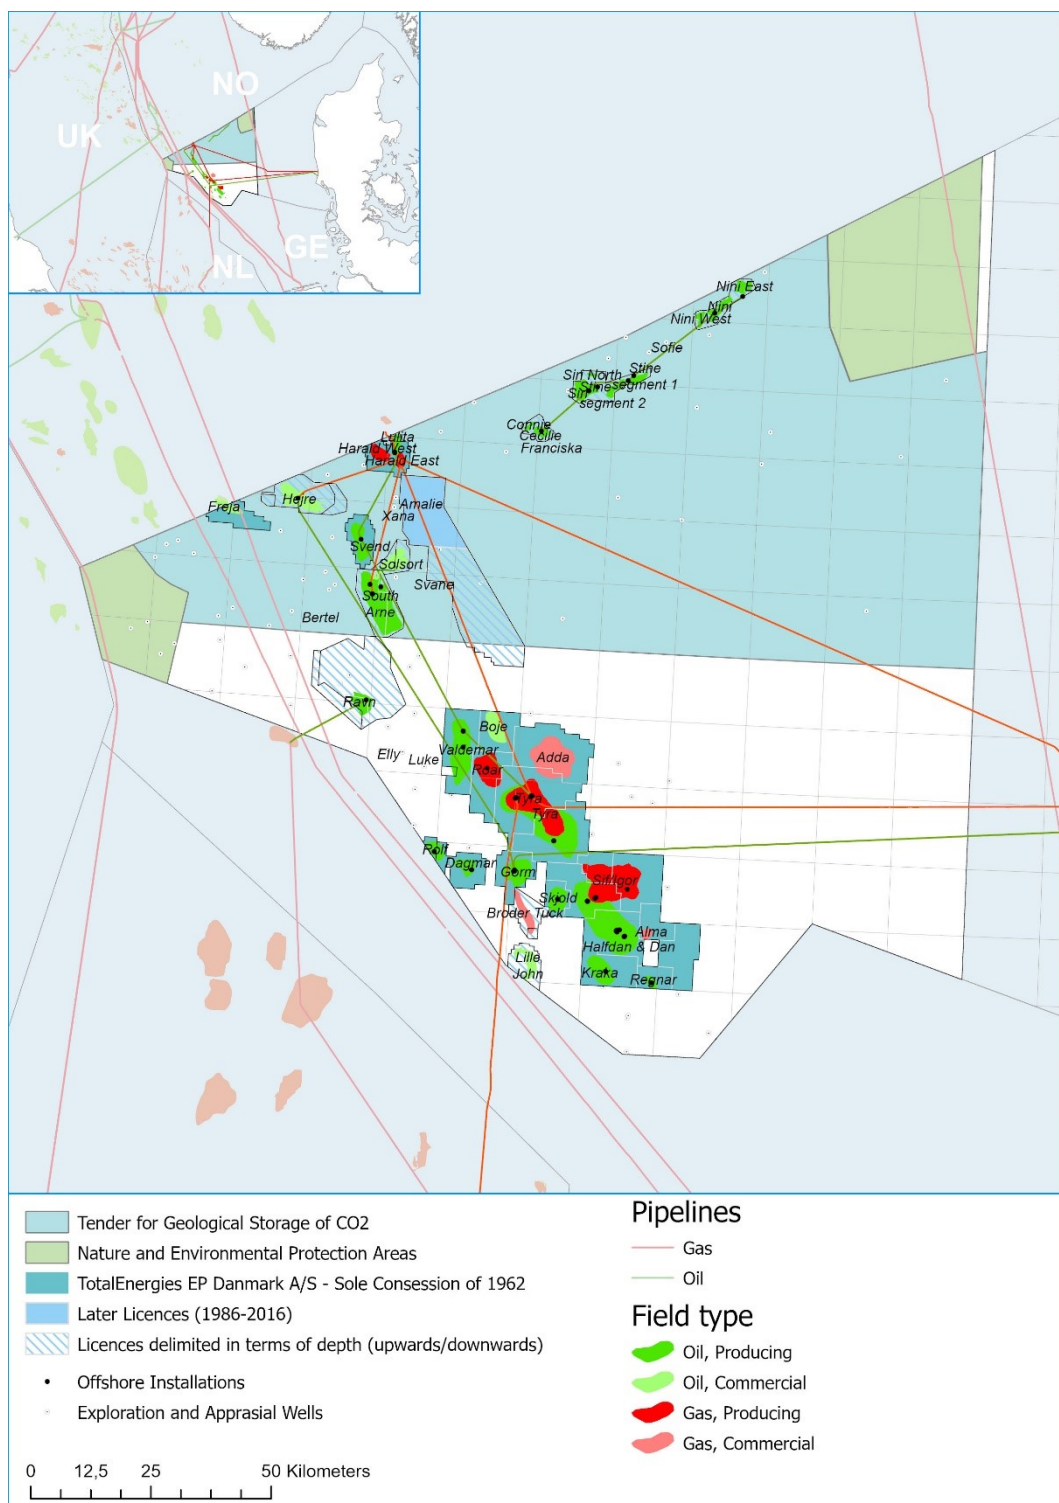 NO
UK
GE
NL
Nini East
Nini
Nini West
Sofie
Stine
Siri North
Stine segment 1
Siri
segment 2
Connie
Cecilie
Franciska
Lulita
Harald West
Harald East
Hejre
Amalie
Freja
Xana
Svend
Solsort
Svane
South
Arne
Bertel
Ravn
Boje
Valdemar
Elly
Luke
Adda
Roar
Tyra
Tyra
Rolf
Dagmar
Gorm
Sif/Igor
Skjold
Broder Tuck
Alma
Halfdan & Dan
Lille
John
Kraka
Regnar
Tender for Geological Storage of CO2
Nature and Environmental Protection Areas
TotalEnergies EP Danmark A/S - Sole Consession of 1962
Later Licences (1986-2016)
Licences delimited in terms of depth (upwards/downwards)
Offshore Installations
Exploration and Apprasial Wells
0 12,5 25 50 Kilometers
Pipelines
Gas
Oil
Field type
Oil, Producing
Oil, Commercial
Gas, Producing
Gas, Commercial